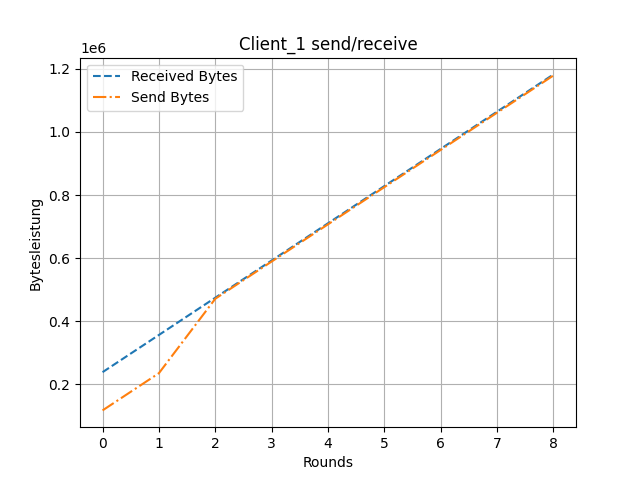 Client_1 send/receive
1e6
Received Bytes
Send Bytes
1.2
1.0
0.8
0.6
0.4
0.2
Bytesleistung
0 1 2 3 4 5 6 7 8
Rounds